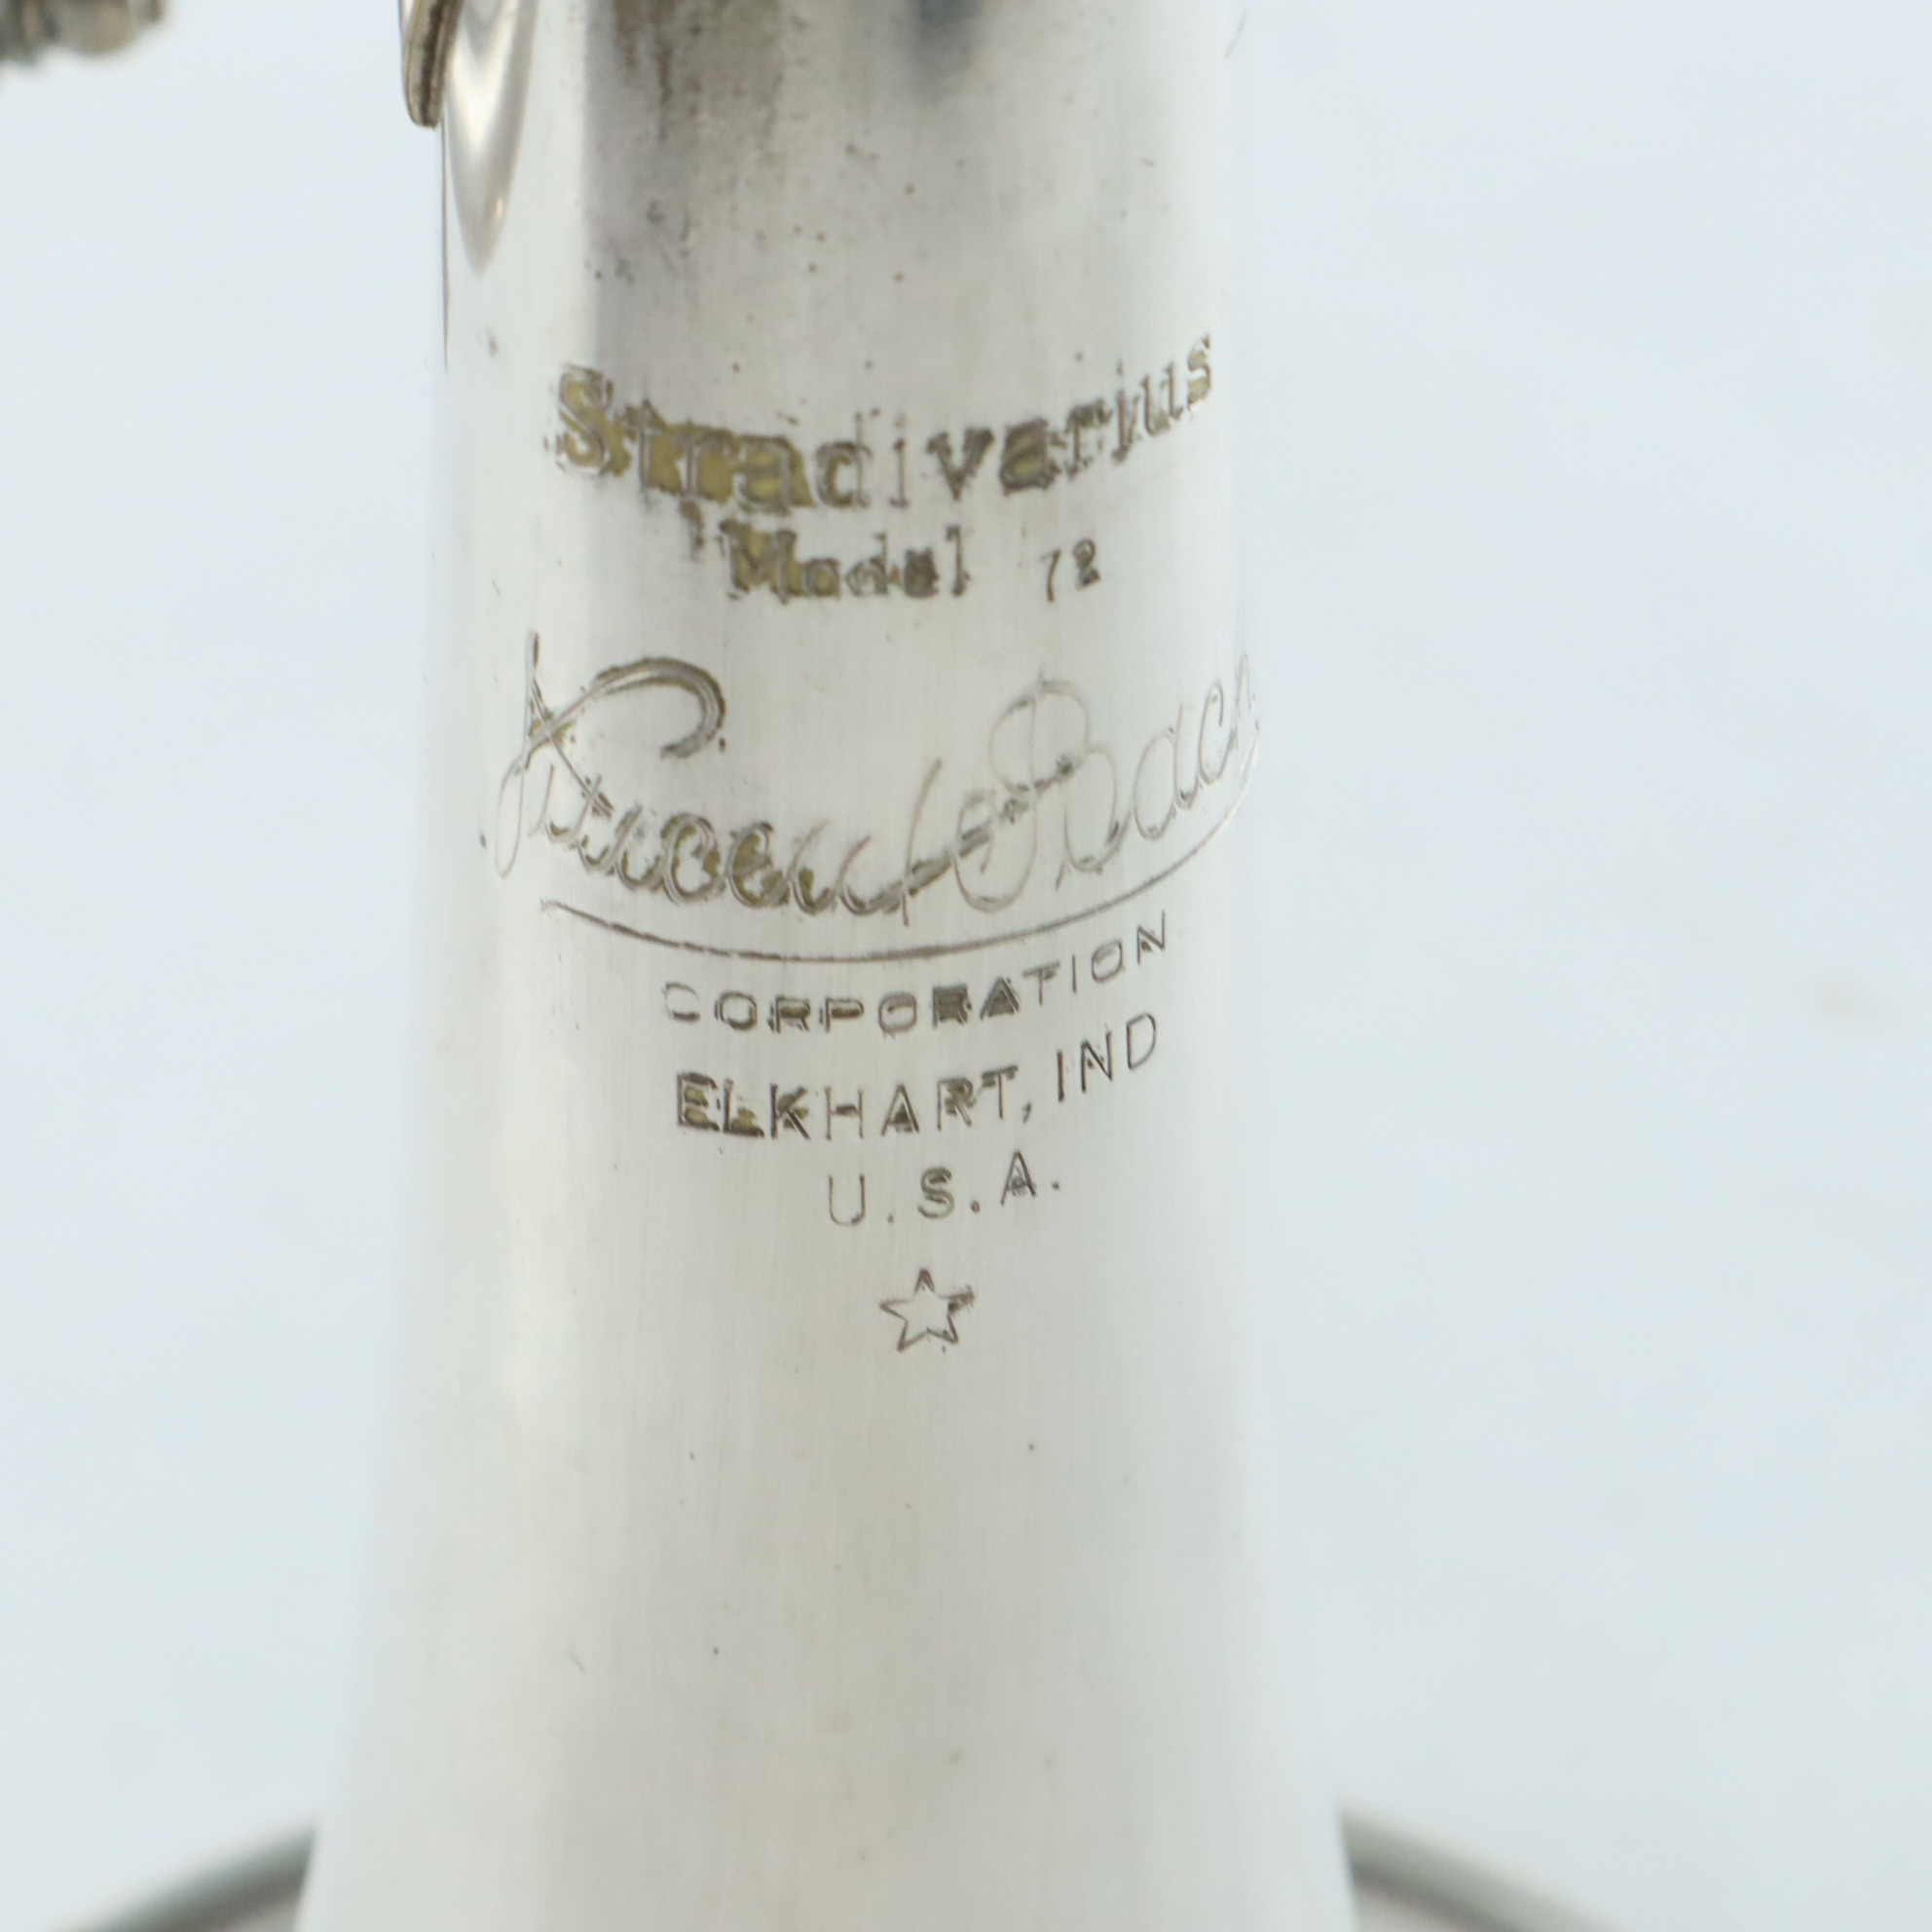 Stradivarius
Model 72
Vincent Bach
CORPORATION
ELKHART, IND
U.S.A.